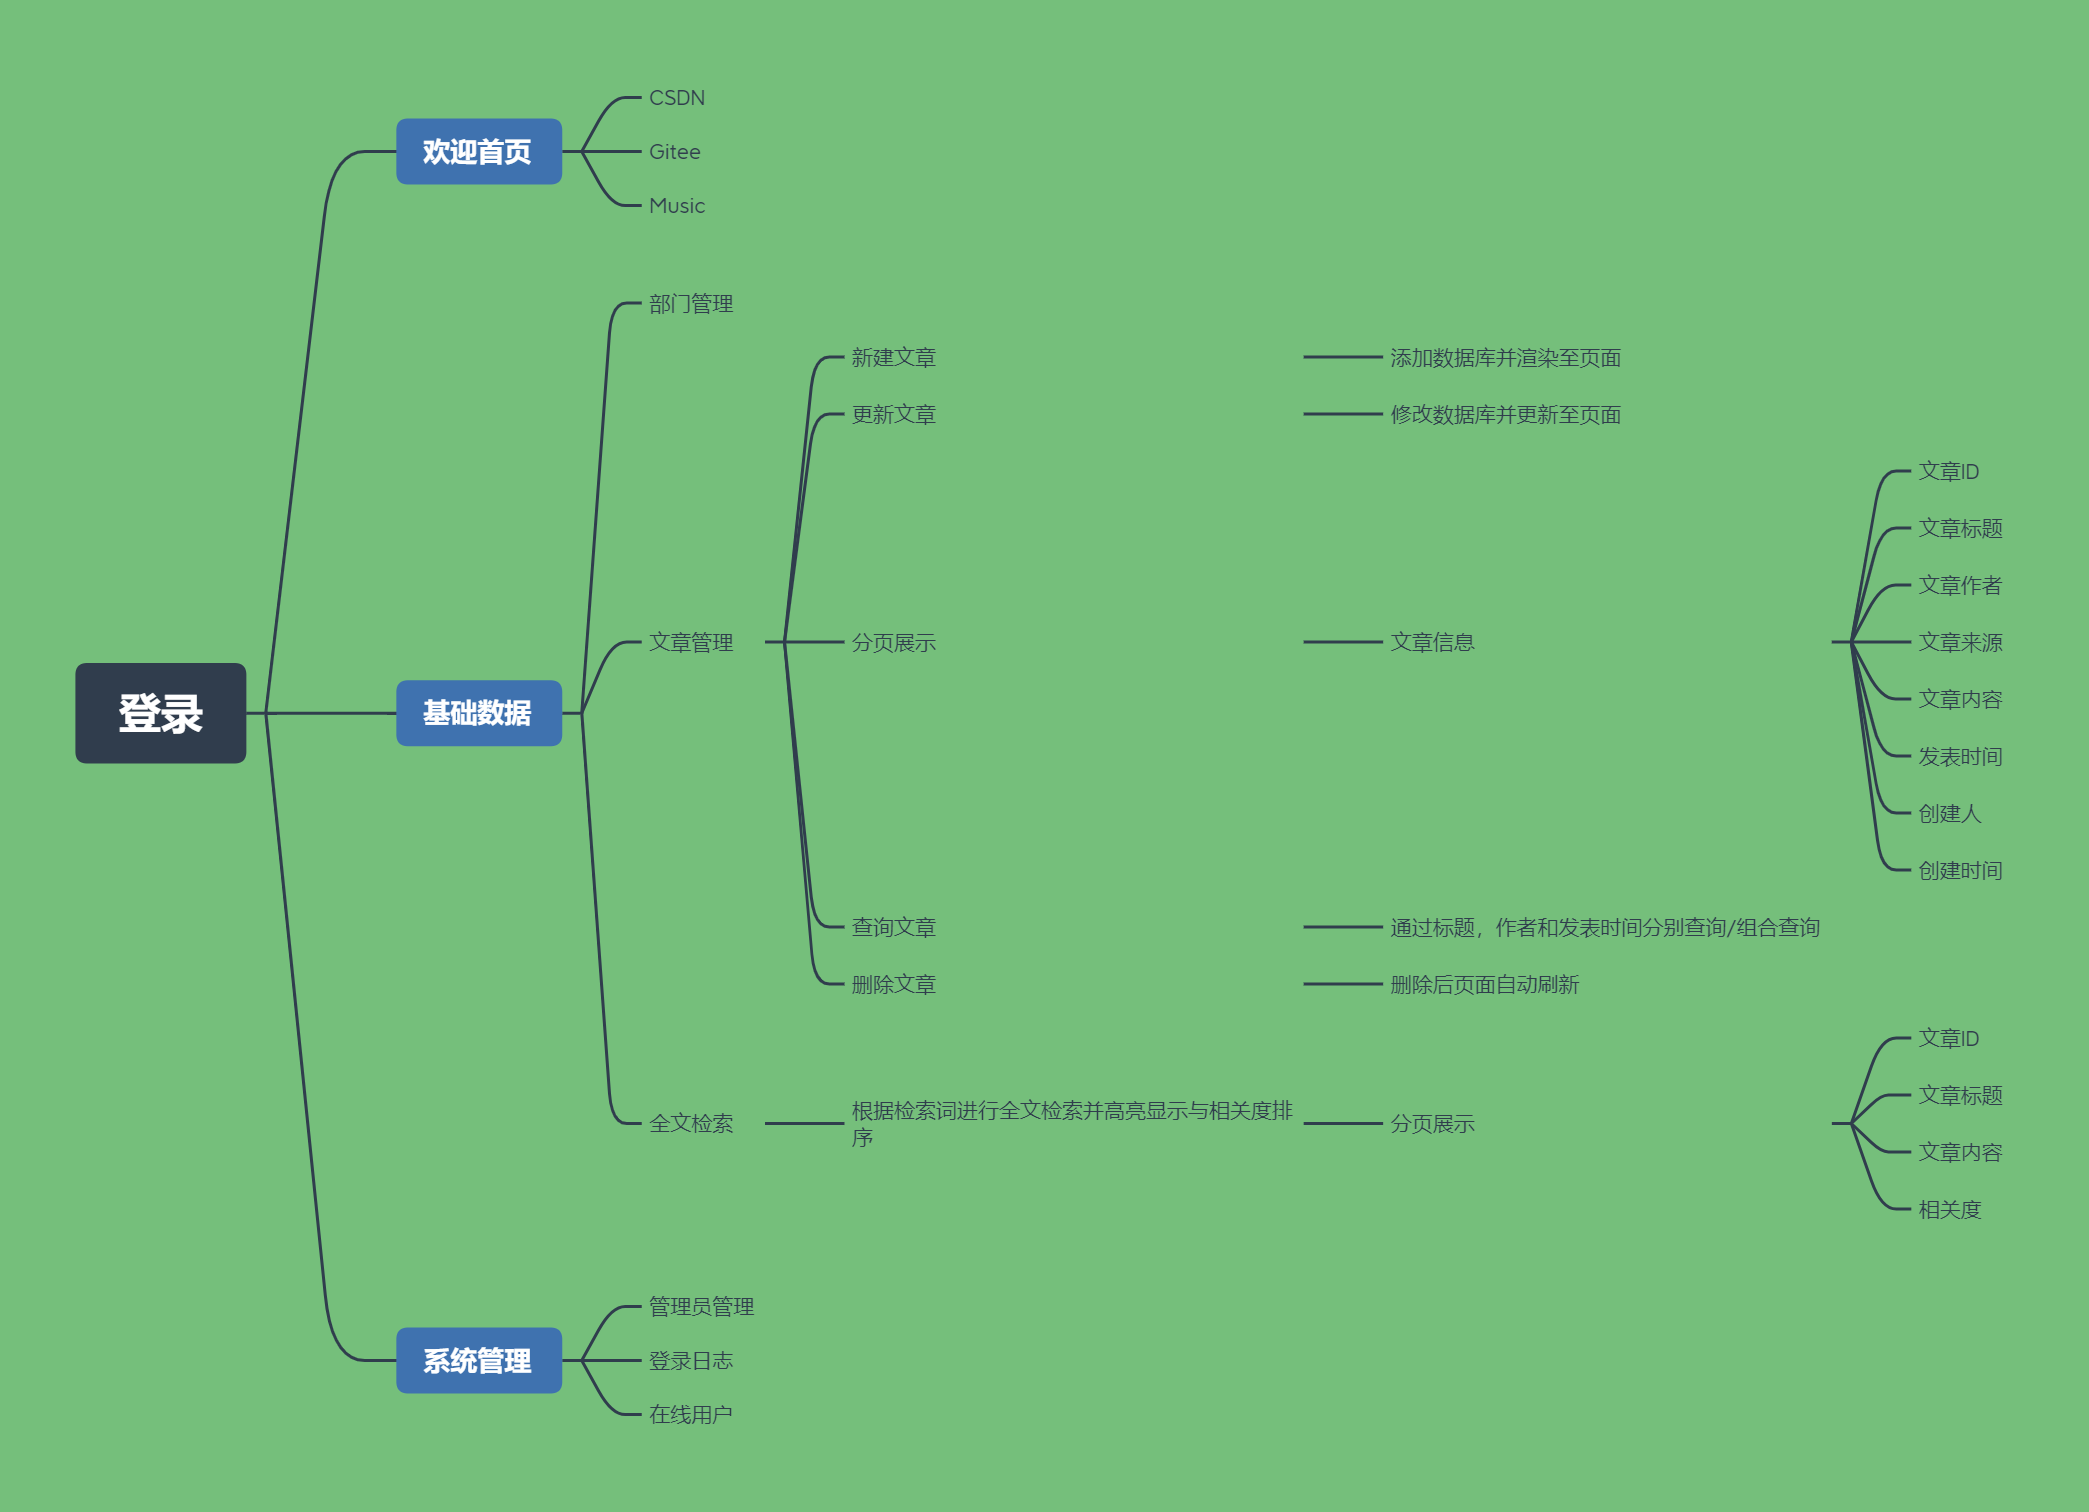 登录
欢迎首页
CSDN
Gitee
Music
基础数据
部门管理
文章管理
新建文章
添加数据库并渲染至页面
更新文章
修改数据库并更新至页面
分页展示
文章信息
文章ID
文章标题
文章作者
文章来源
文章内容
发表时间
创建人
创建时间
查询文章
通过标题，作者和发表时间分别查询/组合查询
删除文章
删除后页面自动刷新
全文检索
根据检索词进行全文检索并高亮显示与相关度排
序
分页展示
文章ID
文章标题
文章内容
相关度
系统管理
管理员管理
登录日志
在线用户